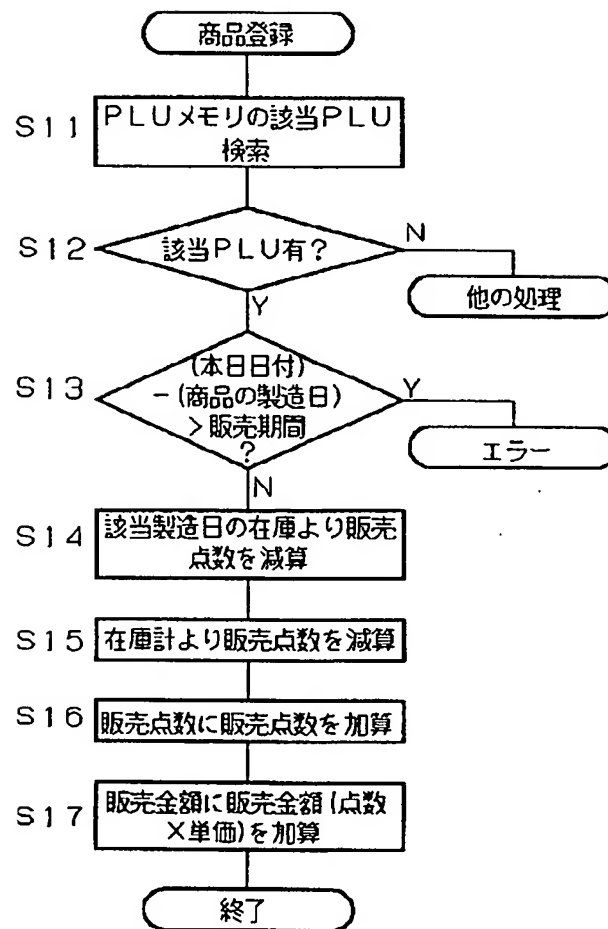 商品登録
S11
PLUメモリの該当PLU
検索
S12
該当PLU有?
N
他の処理
Y
S13
(本日日付)
-(商品の製造日)
>販売期間
?
Y
エラー
N
S14
該当製造日の在庫より販売
点数を減算
S15
在庫計より販売点数を減算
S16
販売点数に販売点数を加算
S17
販売金額に販売金額(点数
×単価)を加算
終了